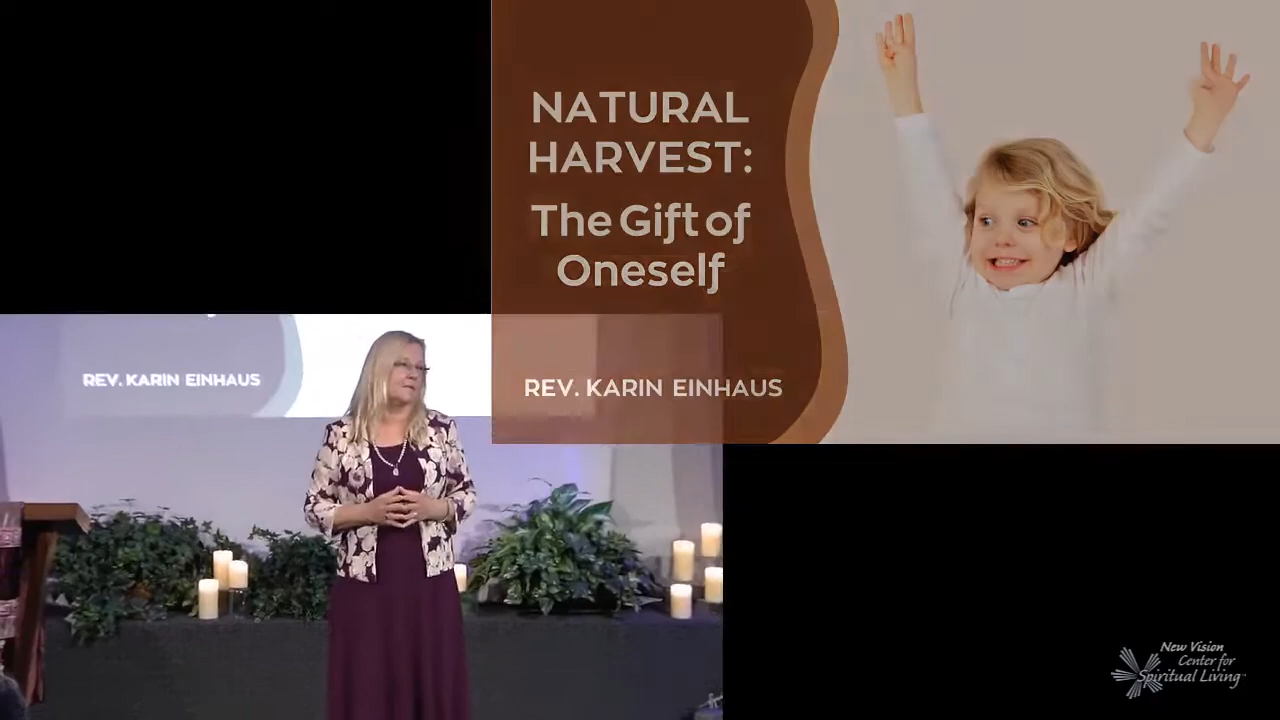 NATURAL
HARVEST:
The Gift of
Oneself
REV. KARIN EINHAUS
REV. KARIN EINHAUS
New Vision
Center for
Spiritual Living